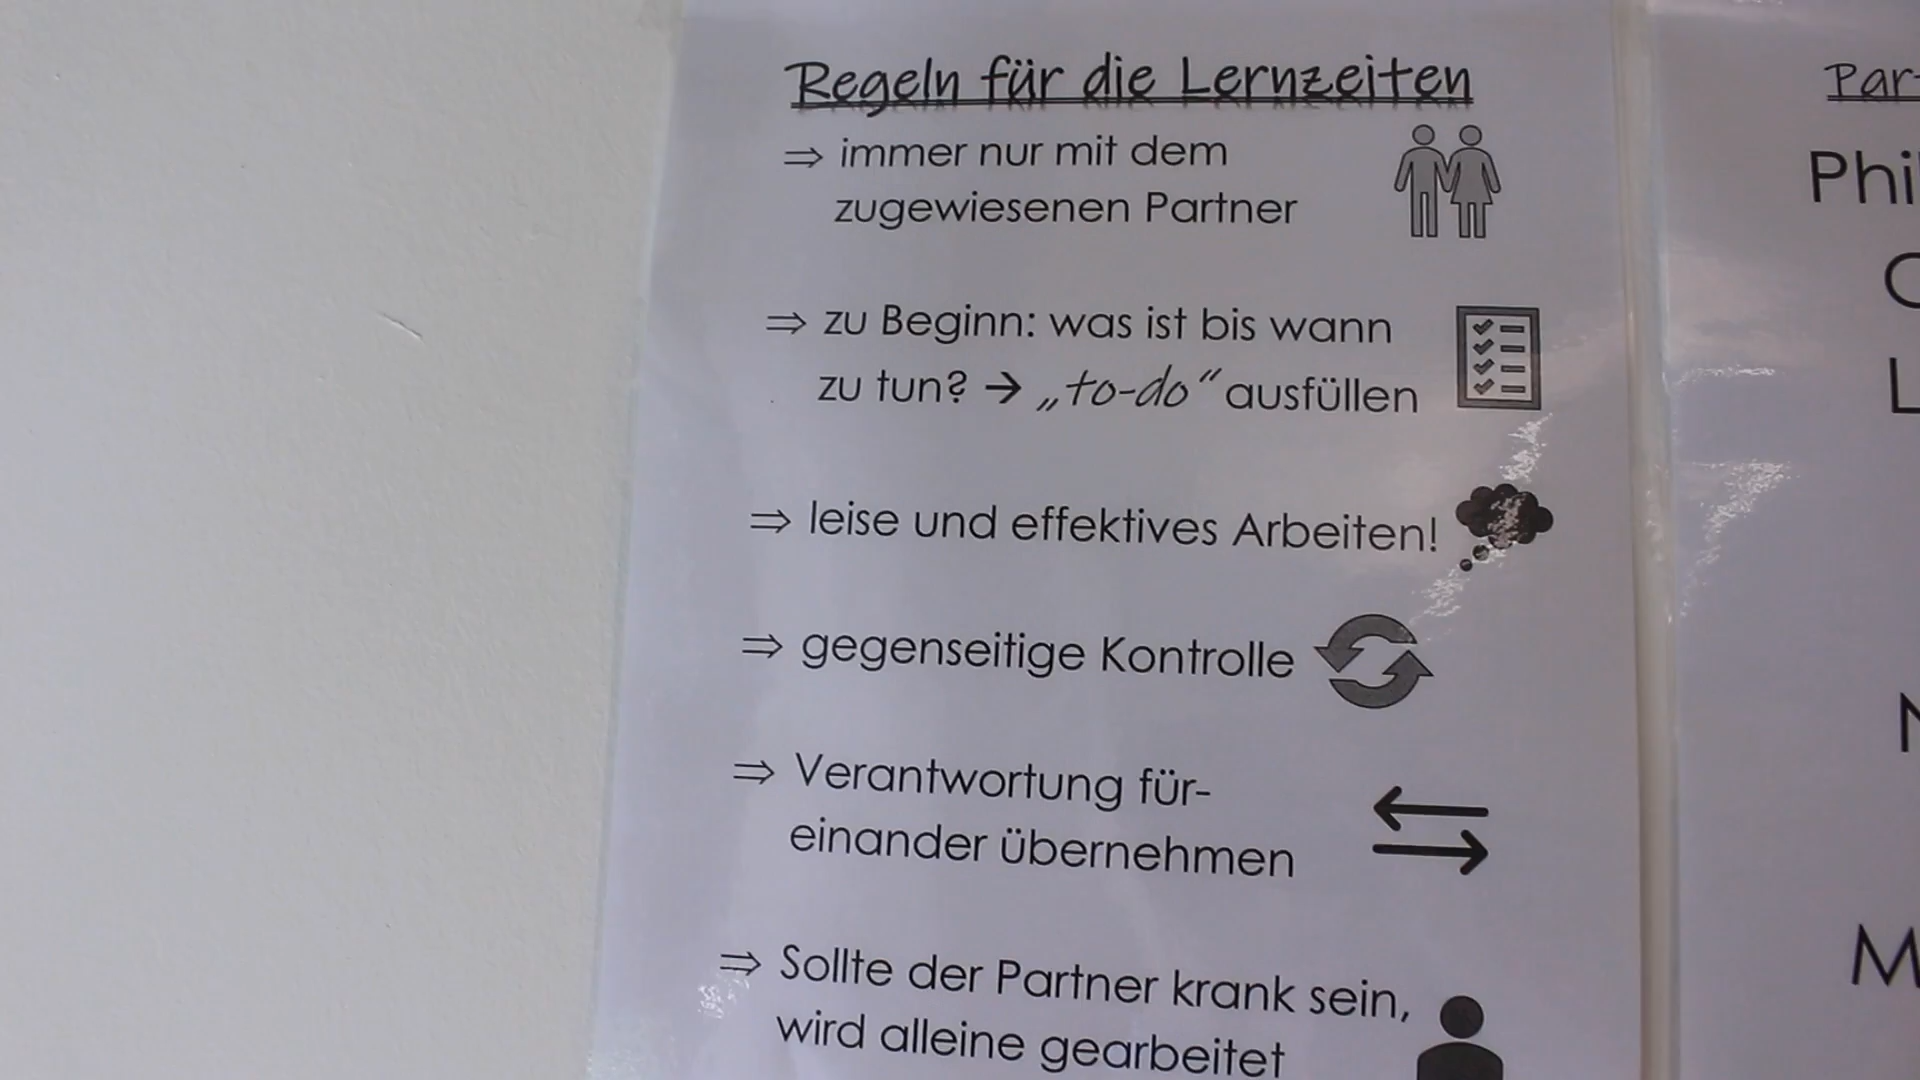 Regeln für die Lernzeiten
⇒ immer nur mit dem
zugewiesenen Partner
⇒ zu Beginn: was ist bis wann
zu tun? → „to-do“ ausfüllen
⇒ leise und effektives Arbeiten!
⇒ gegenseitige Kontrolle
⇒ Verantwortung für-
einander übernehmen
⇒ Sollte der Partner krank sein,
wird alleine gearbeitet